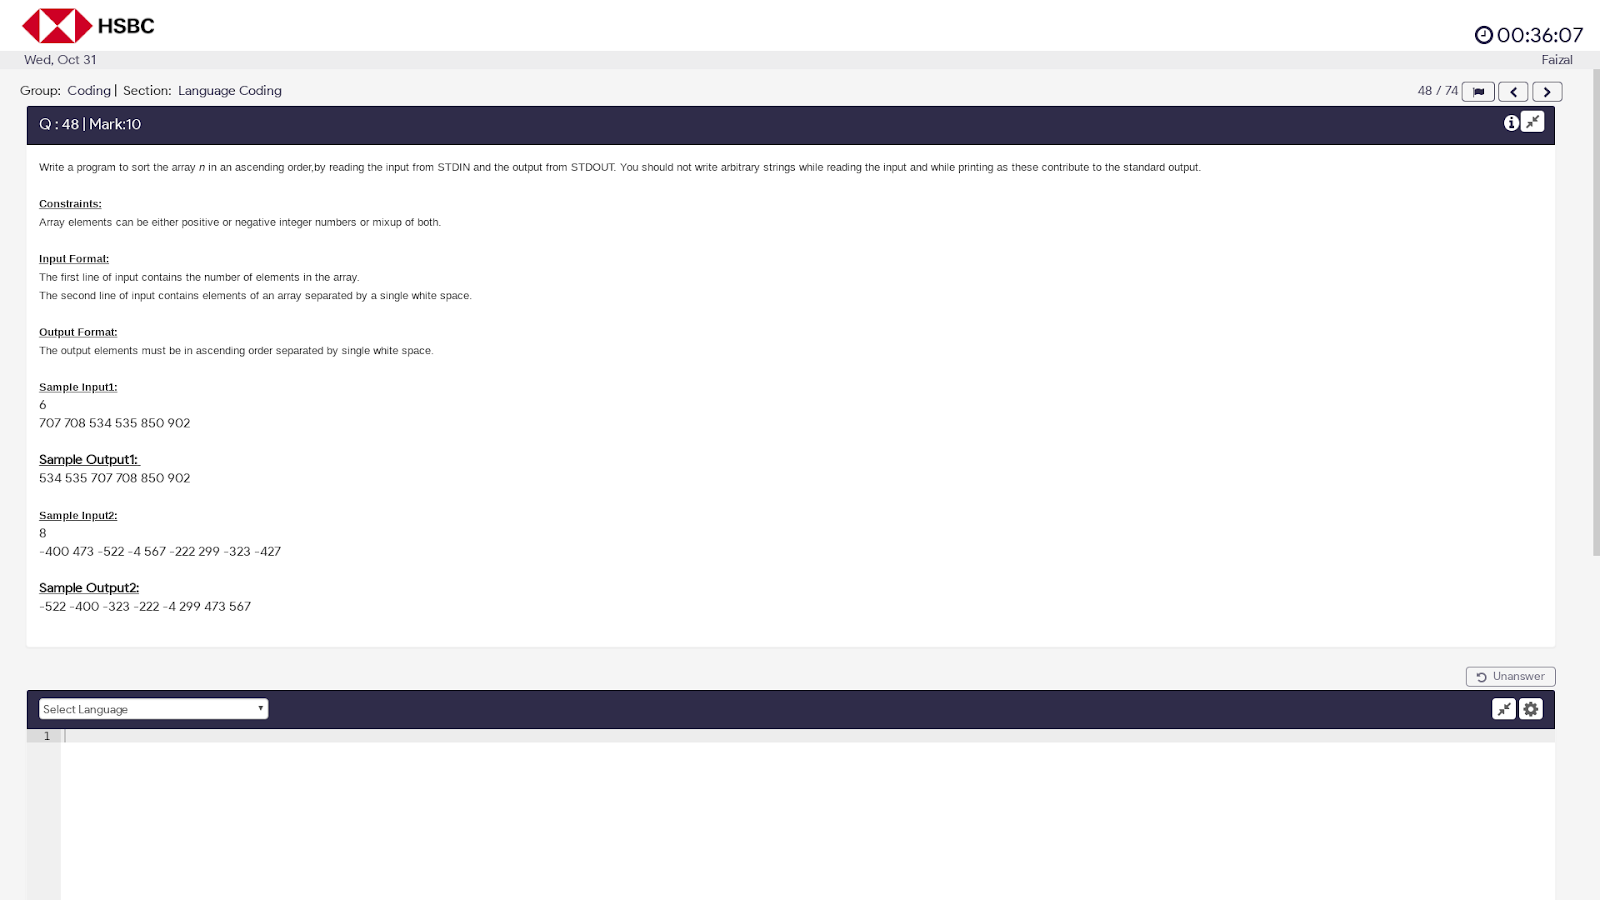 HSBC
00:36:07
Wed, Oct 31
Faizal
Group: Coding | Section: Language Coding
48 / 74
Q : 48 | Mark:10
Write a program to sort the array n in an ascending order,by reading the input from STDIN and the output from STDOUT. You should not write arbitrary strings while reading the input and while printing as these contribute to the standard output.
Constraints:
Array elements can be either positive or negative integer numbers or mixup of both.
Input Format:
The first line of input contains the number of elements in the array.
The second line of input contains elements of an array separated by a single white space.
Output Format:
The output elements must be in ascending order separated by single white space.
Sample Input1:
6
707 708 534 535 850 902
Sample Output1:
534 535 707 708 850 902
Sample Input2:
8
-400 473 -522 -4 567 -222 299 -323 -427
Sample Output2:
-522 -400 -323 -222 -4 299 473 567
Unanswer
Select Language
1